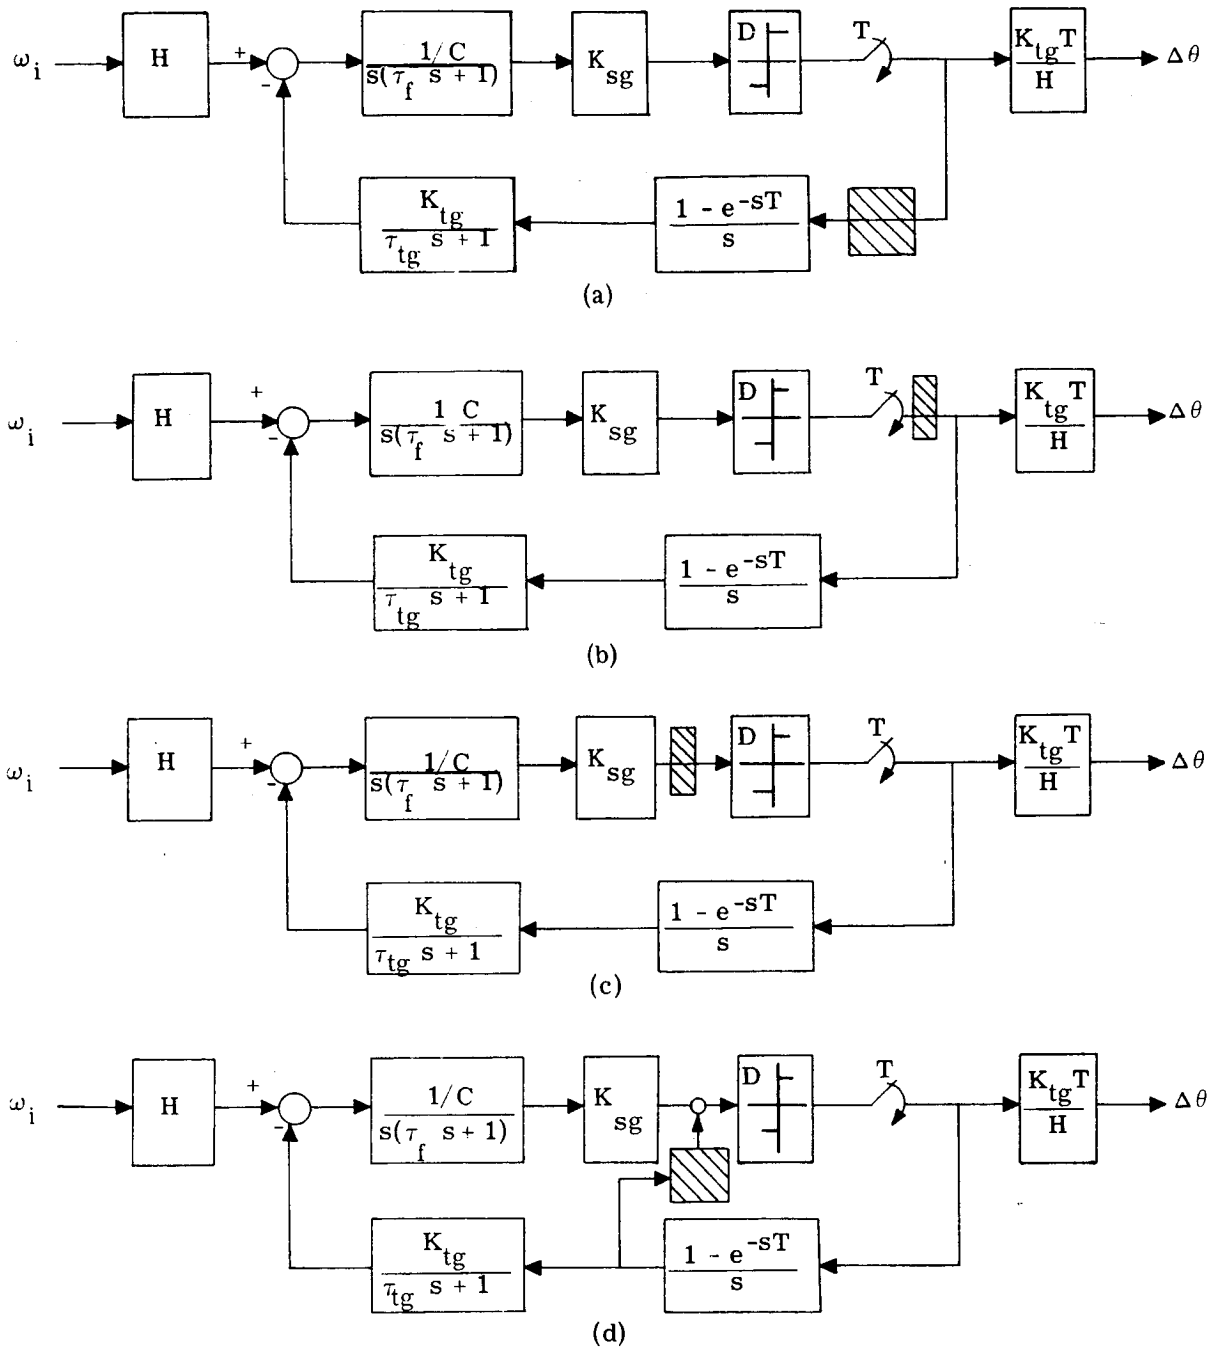 ω_i H + - 1/C / s(τ_f s + 1) K_sg D T K_tg T / H Δθ
K_tg / τ_tg s + 1 1 - e^-sT / s
(a)
ω_i H + - 1 C / s(τ_f s + 1) K_sg D T K_tg T / H Δθ
K_tg / τ_tg s + 1 1 - e^-sT / s
(b)
ω_i H + - 1/C / s(τ_f s + 1) K_sg D T K_tg T / H Δθ
K_tg / τ_tg s + 1 1 - e^-sT / s
(c)
ω_i H + - 1/C / s(τ_f s + 1) K_sg D T K_tg T / H Δθ
K_tg / τ_tg s + 1 1 - e^-sT / s
(d)